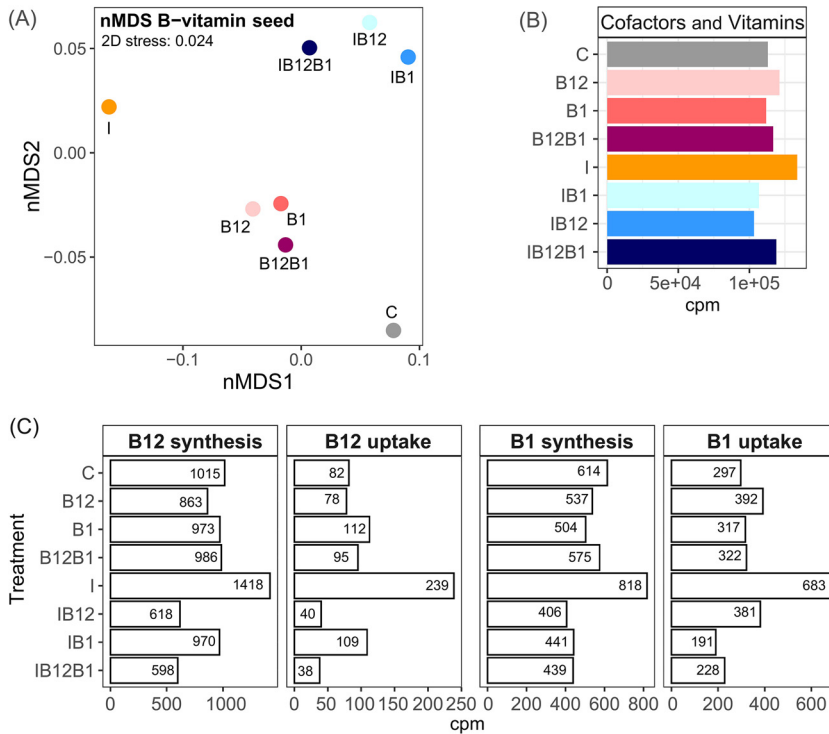 (A)
nMDS B-vitamin seed
2D stress: 0.024
IB12
IB12B1
IB1
I
B12
B1
B12B1
C
0.05
0.00
−0.05
nMDS2
−0.1
0.0
0.1
nMDS1
(B)
Cofactors and Vitamins
C
B12
B1
B12B1
I
IB1
IB12
IB12B1
0
5e+04
1e+05
cpm
(C)
B12 synthesis
B12 uptake
B1 synthesis
B1 uptake
Treatment
C 1015 82 614 297
B12 863 78 537 392
B1 973 112 504 317
B12B1 986 95 575 322
I 1418 239 818 683
IB12 618 40 406 381
IB1 970 109 441 191
IB12B1 598 38 439 228
0 500 1000 0 50 100 150 200 250 0 200 400 600 800 0 200 400 600
cpm